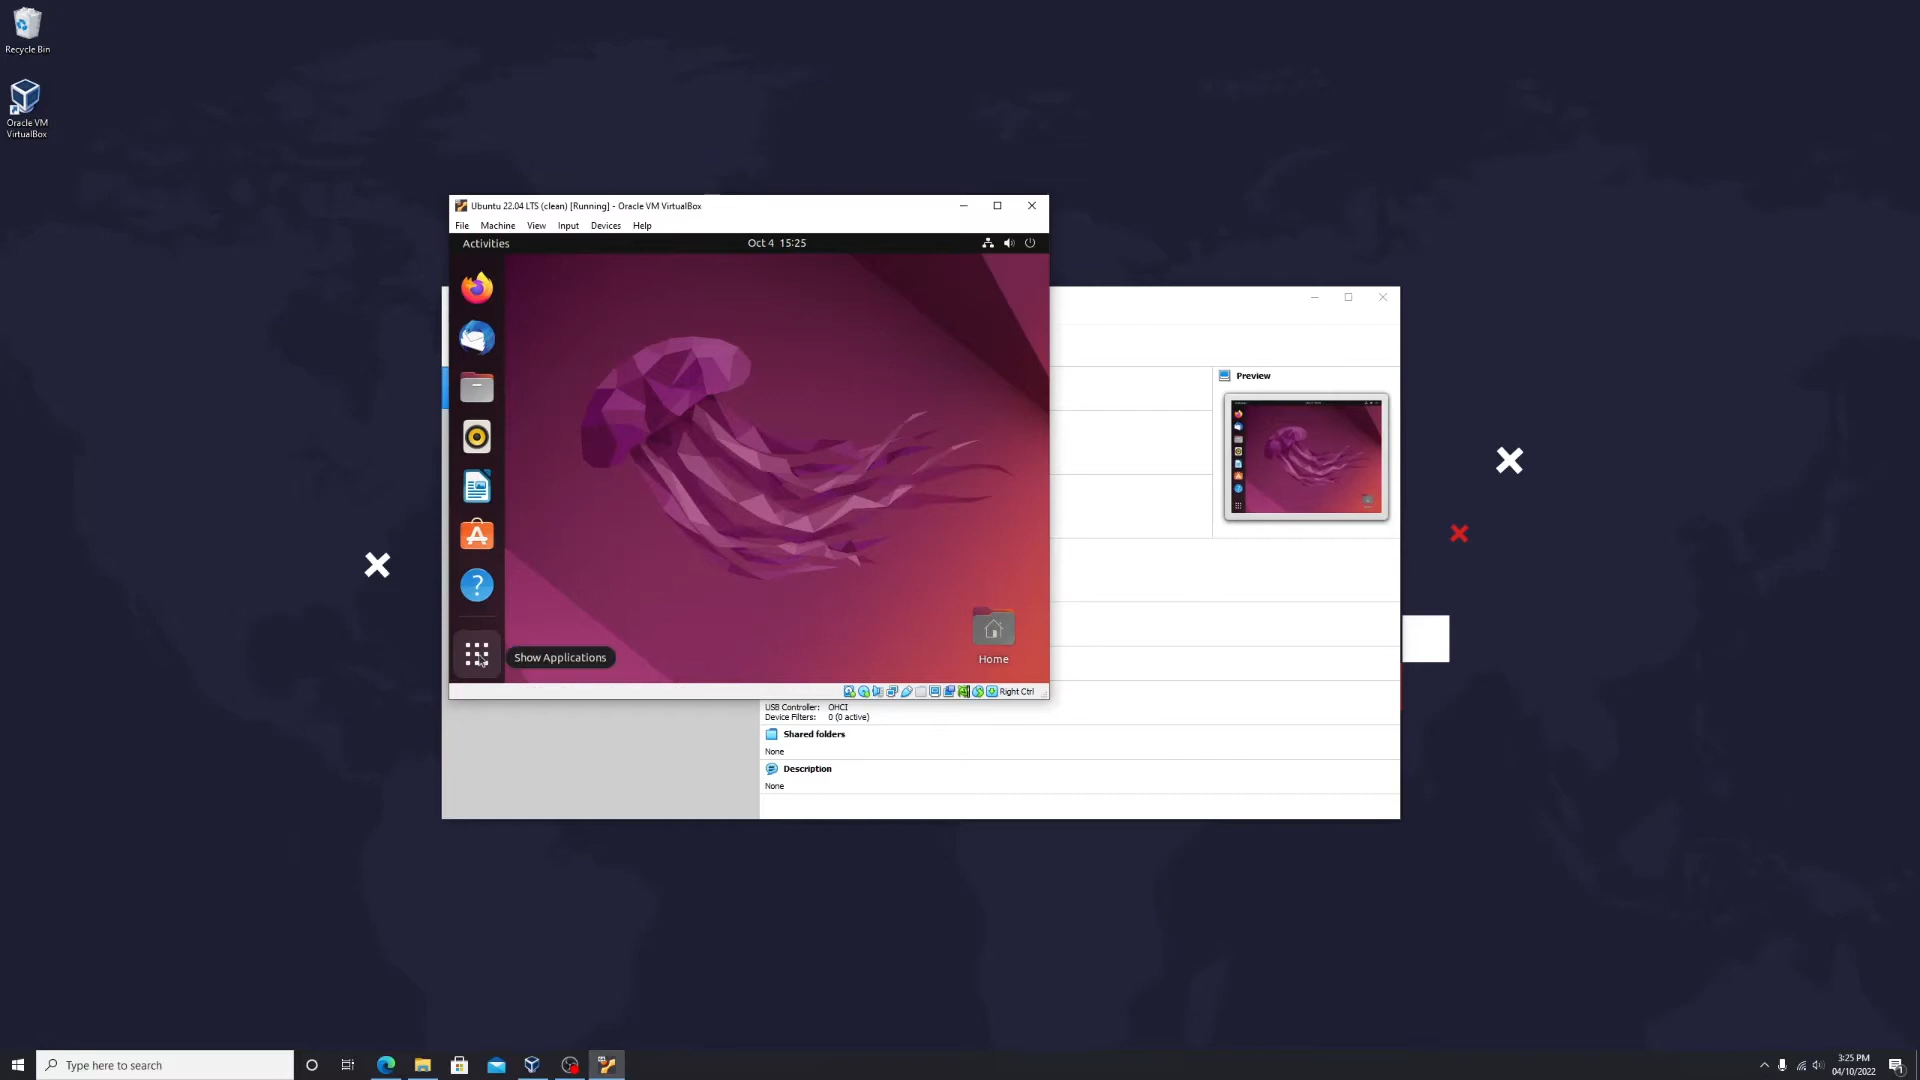 Recycle Bin
Oracle VM
VirtualBox
Ubuntu 22.04 LTS (clean) [Running] - Oracle VM VirtualBox
File Machine View Input Devices Help
Activities
Oct 4 15:25
Preview
Show Applications
Home
Right Ctrl
USB Controller: OHCI
Device Filters: 0 (0 active)
Shared folders
None
Description
None
Type here to search
3:25 PM
04/10/2022